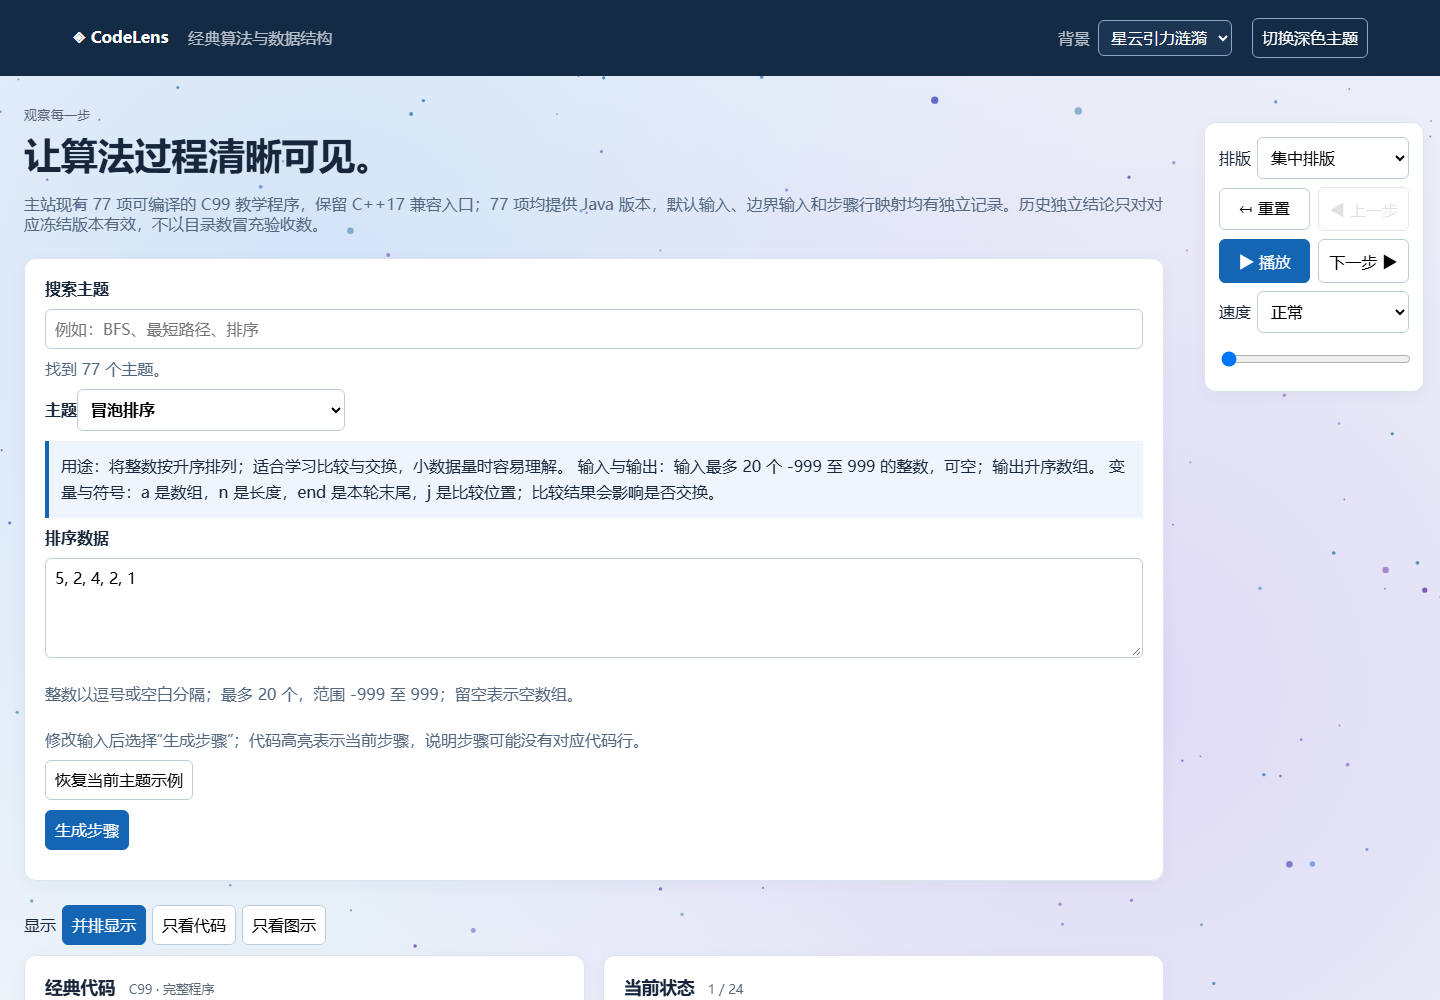 ◈ CodeLens 经典算法与数据结构 背景 星云引力涟漪 切换深色主题
观察每一步
让算法过程清晰可见。
主站现有 77 项可编译的 C99 教学程序，保留 C++17 兼容入口；77 项均提供 Java 版本，默认输入、边界输入和步骤行映射均有独立记录。历史独立结论只对对
应冻结版本有效，不以目录数冒充验收数。
搜索主题
例如：BFS、最短路径、排序
找到 77 个主题。
主题 冒泡排序
用途：将整数按升序排列；适合学习比较与交换，小数据量时容易理解。 输入与输出：输入最多 20 个 -999 至 999 的整数，可空；输出升序数组。 变
量与符号：a 是数组，n 是长度，end 是本轮末尾，j 是比较位置；比较结果会影响是否交换。
排序数据
5, 2, 4, 2, 1
整数以逗号或空白分隔；最多 20 个，范围 -999 至 999；留空表示空数组。
修改输入后选择“生成步骤”；代码高亮表示当前步骤，说明步骤可能没有对应代码行。
恢复当前主题示例
生成步骤
显示 并排显示 只看代码 只看图示
经典代码 C99 · 完整程序
当前状态 1 / 24
排版 集中排版
↤ 重置 ◀ 上一步
▶ 播放 下一步 ▶
速度 正常